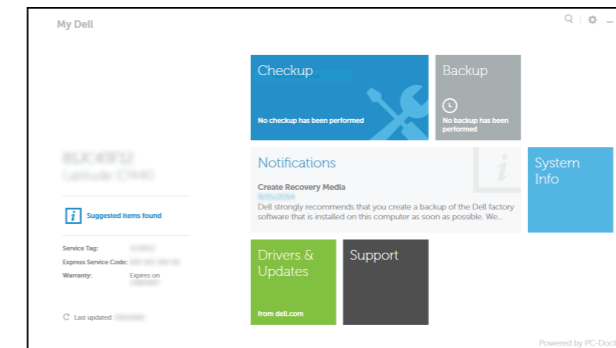 My Dell
Checkup
No checkup has been performed
Backup
No backup has been
performed
Suggested items found
Service Tag:
Express Service Code:
Warranty:
Expires on
Last updated:
Notifications
Create Recovery Media
Dell strongly recommends that you create a backup of the Dell factory
software that is installed on this computer as soon as possible. We...
System
Info
Drivers &
Updates
from dell.com
Support
Powered by